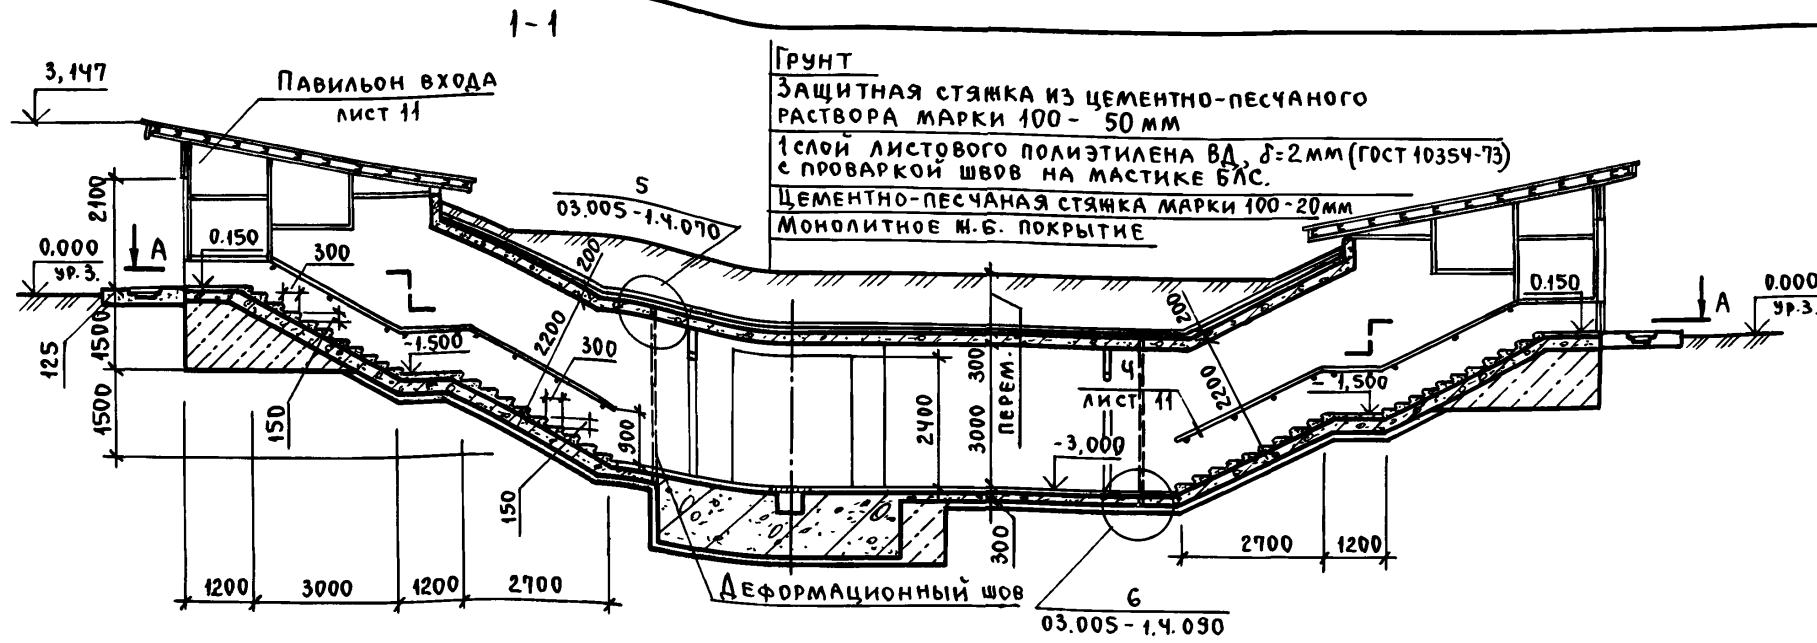 1-1
3,147
Павильон входа
лист 11
Грунт
Защитная стяжка из цементно-песчаного
раствора марки 100 - 50 мм
1 слой листового полиэтилена ВД, δ=2мм (ГОСТ 10354-73)
с проваркой швов на мастике БЛС.
Цементно-песчаная стяжка марки 100-20мм
Монолитное ж.б. покрытие
5
03.005-1.4.070
2100
0.000
ур.з.
А
0.150
300
200
2200
300
-1.500
1500
125
1500
150
900
150
2400
3000
300
ПЕРЕМ.
300
4
лист 11
-3,000
200
2200
-1,500
0.150
А
0.000
ур.з.
1200
3000
1200
2700
2700
1200
Деформационный шов
6
03.005-1.4.090